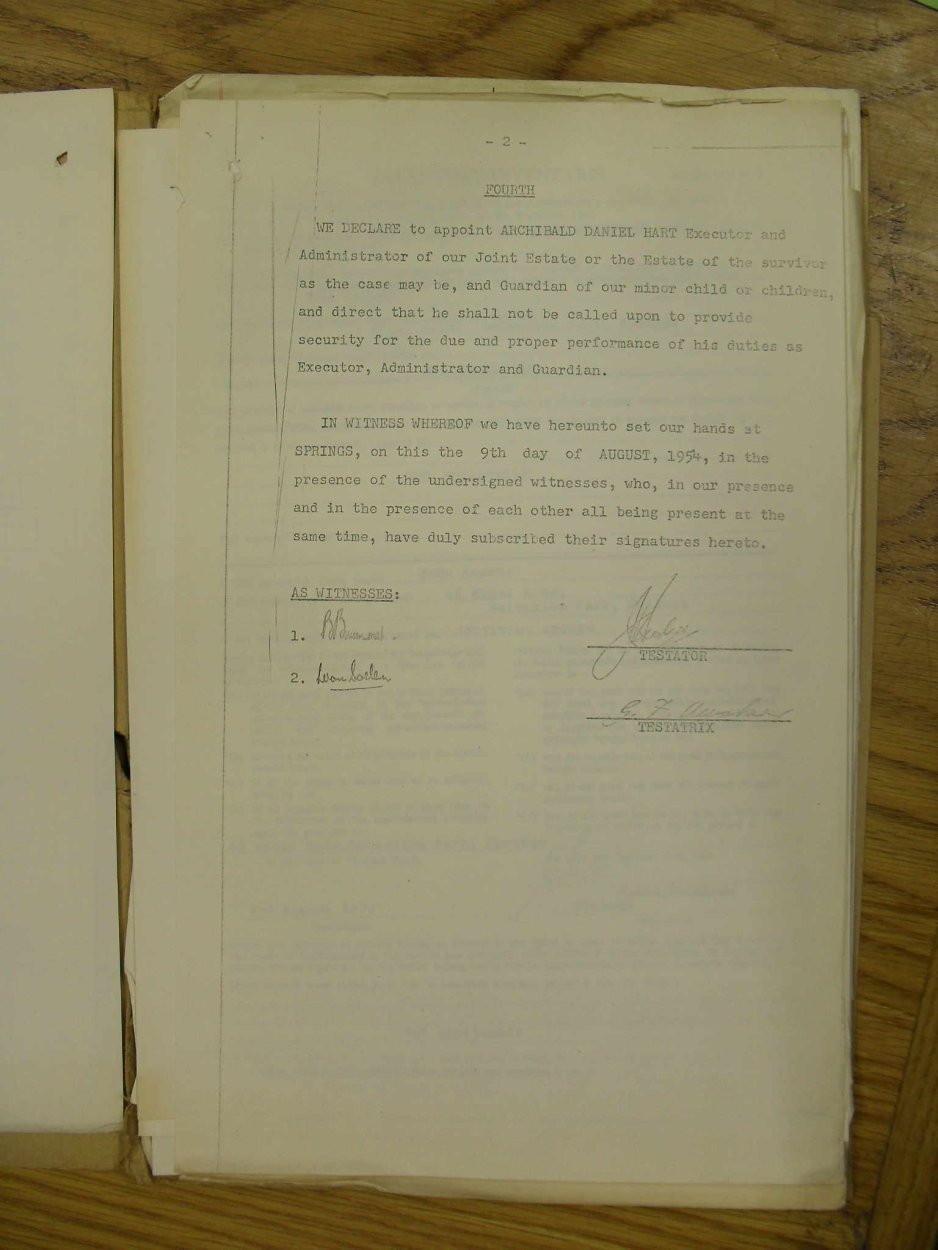 - 2 -
FOURTH
WE DECLARE to appoint ARCHIBALD DANIEL HART Executor and
Administrator of our Joint Estate or the Estate of the survivor
as the case may be, and Guardian of our minor child or children,
and direct that he shall not be called upon to provide
security for the due and proper performance of his duties as
Executor, Administrator and Guardian.
IN WITNESS WHEREOF we have hereunto set our hands at
SPRINGS, on this the 9th day of AUGUST, 1954, in the
presence of the undersigned witnesses, who, in our presence
and in the presence of each other all being present at the
same time, have duly subscribed their signatures hereto.
AS WITNESSES:
1.
2.
TESTATOR
G. F.
TESTATRIX